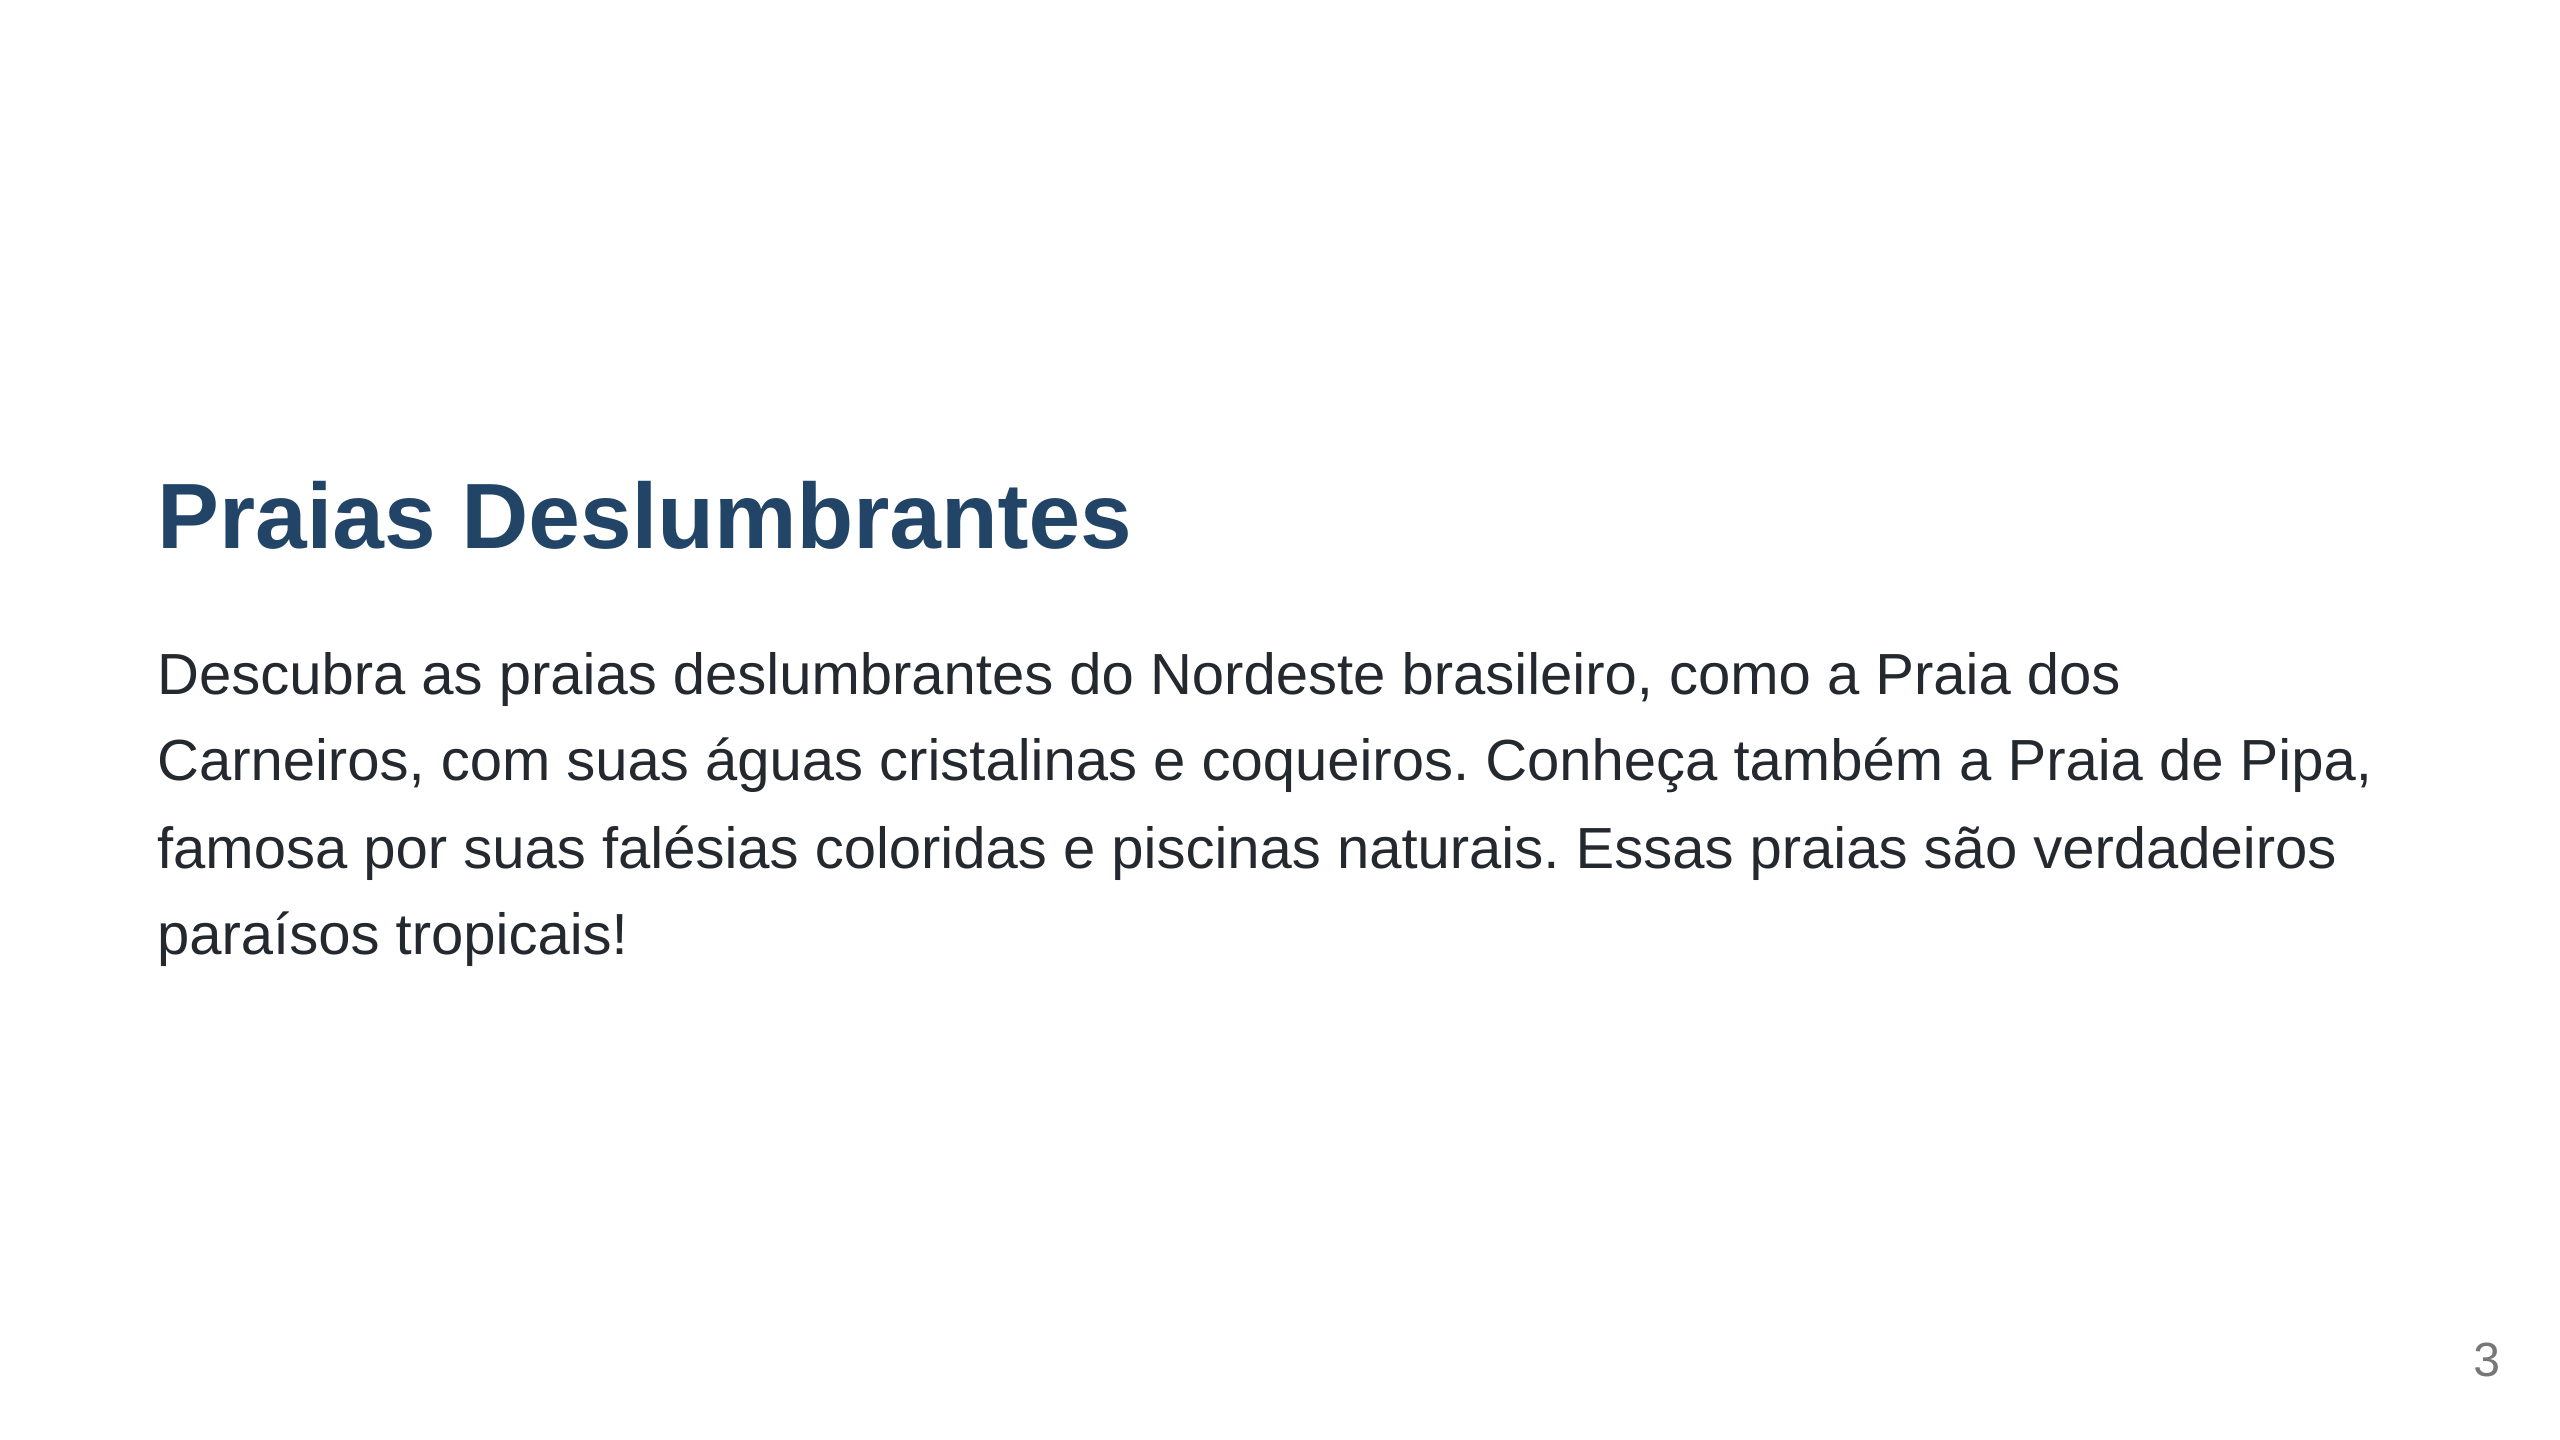 Praias Deslumbrantes
Descubra as praias deslumbrantes do Nordeste brasileiro, como a Praia dos
Carneiros, com suas águas cristalinas e coqueiros. Conheça também a Praia de Pipa,
famosa por suas falésias coloridas e piscinas naturais. Essas praias são verdadeiros
paraísos tropicais!
3